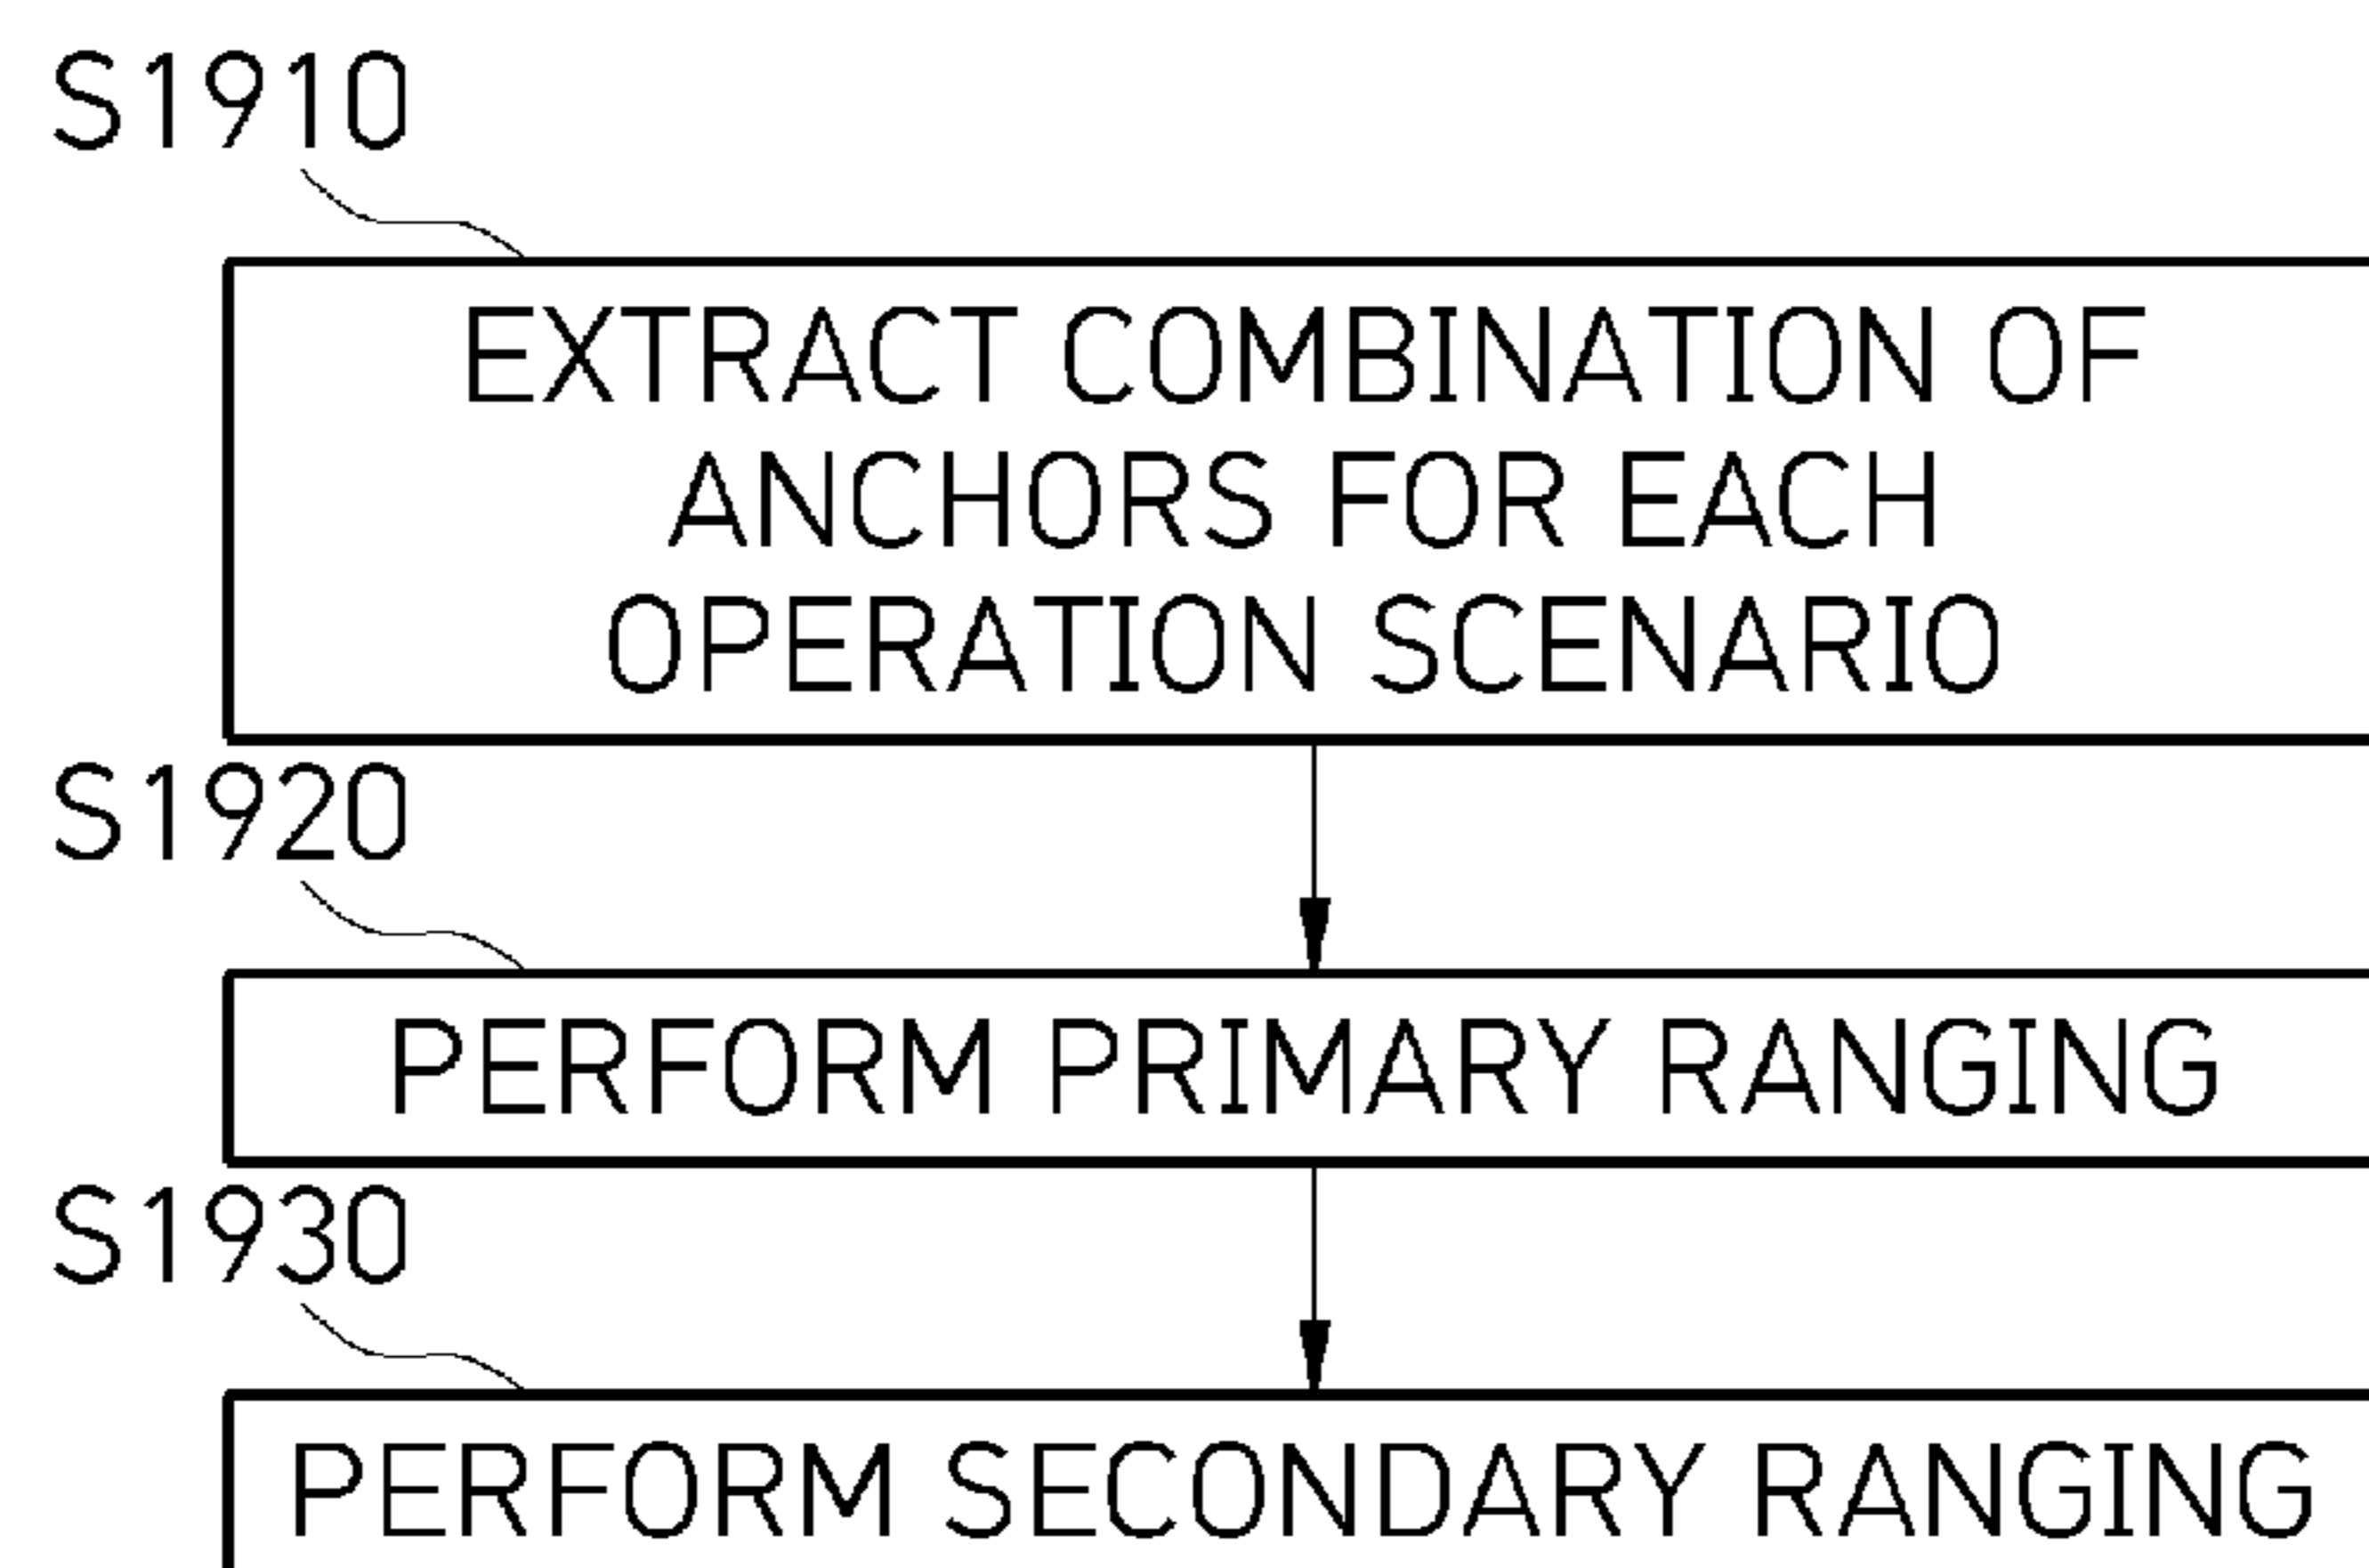 S1910
EXTRACT COMBINATION OF
ANCHORS FOR EACH
OPERATION SCENARIO
S1920
PERFORM PRIMARY RANGING
S1930
PERFORM SECONDARY RANGING